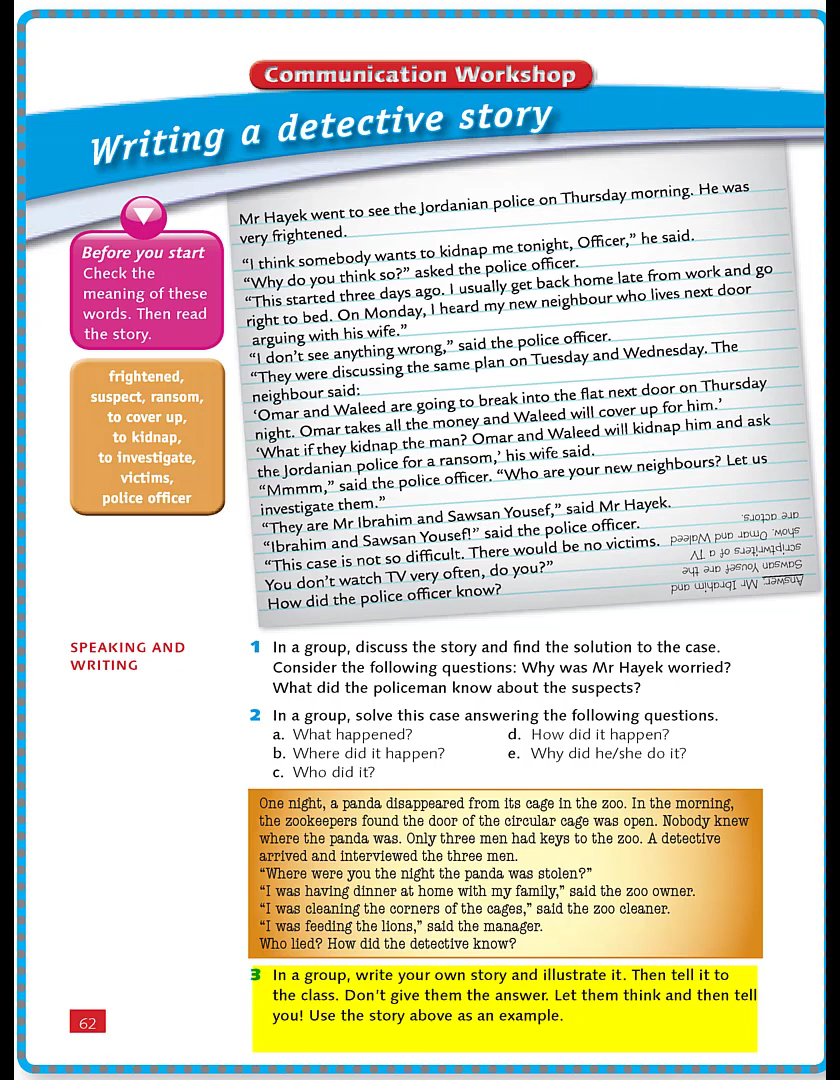 Communication Workshop
Writing a detective story
Before you start
Check the
meaning of these
words. Then read
the story.
frightened,
suspect, ransom,
to cover up,
to kidnap,
to investigate,
victims,
police officer
Mr Hayek went to see the Jordanian police on Thursday morning. He was
very frightened.
“I think somebody wants to kidnap me tonight, Officer,” he said.
“Why do you think so?” asked the police officer.
“This started three days ago. I usually get back home late from work and go
right to bed. On Monday, I heard my new neighbour who lives next door
arguing with his wife.”
“I don’t see anything wrong,” said the police officer.
“They were discussing the same plan on Tuesday and Wednesday. The
neighbour said:
‘Omar and Waleed are going to break into the flat next door on Thursday
night. Omar takes all the money and Waleed will cover up for him.’
‘What if they kidnap the man? Omar and Waleed will kidnap him and ask
the Jordanian police for a ransom,’ his wife said.
“Mmmm,” said the police officer. “Who are your new neighbours? Let us
investigate them.”
“They are Mr Ibrahim and Sawsan Yousef,” said Mr Hayek.
“Ibrahim and Sawsan Yousef!” said the police officer.
“This case is not so difficult. There would be no victims.
You don’t watch TV very often, do you?”
How did the police officer know?
Answer: Mr Ibrahim and
Sawsan Yousef are the
scriptwriters of a TV
show. Omar and Waleed
are actors.
SPEAKING AND
WRITING
1 In a group, discuss the story and find the solution to the case.
Consider the following questions: Why was Mr Hayek worried?
What did the policeman know about the suspects?
2 In a group, solve this case answering the following questions.
a. What happened?
b. Where did it happen?
c. Who did it?
d. How did it happen?
e. Why did he/she do it?
One night, a panda disappeared from its cage in the zoo. In the morning,
the zookeepers found the door of the circular cage was open. Nobody knew
where the panda was. Only three men had keys to the zoo. A detective
arrived and interviewed the three men.
“Where were you the night the panda was stolen?”
“I was having dinner at home with my family,” said the zoo owner.
“I was cleaning the corners of the cages,” said the zoo cleaner.
“I was feeding the lions,” said the manager.
Who lied? How did the detective know?
3 In a group, write your own story and illustrate it. Then tell it to
the class. Don’t give them the answer. Let them think and then tell
you! Use the story above as an example.
62